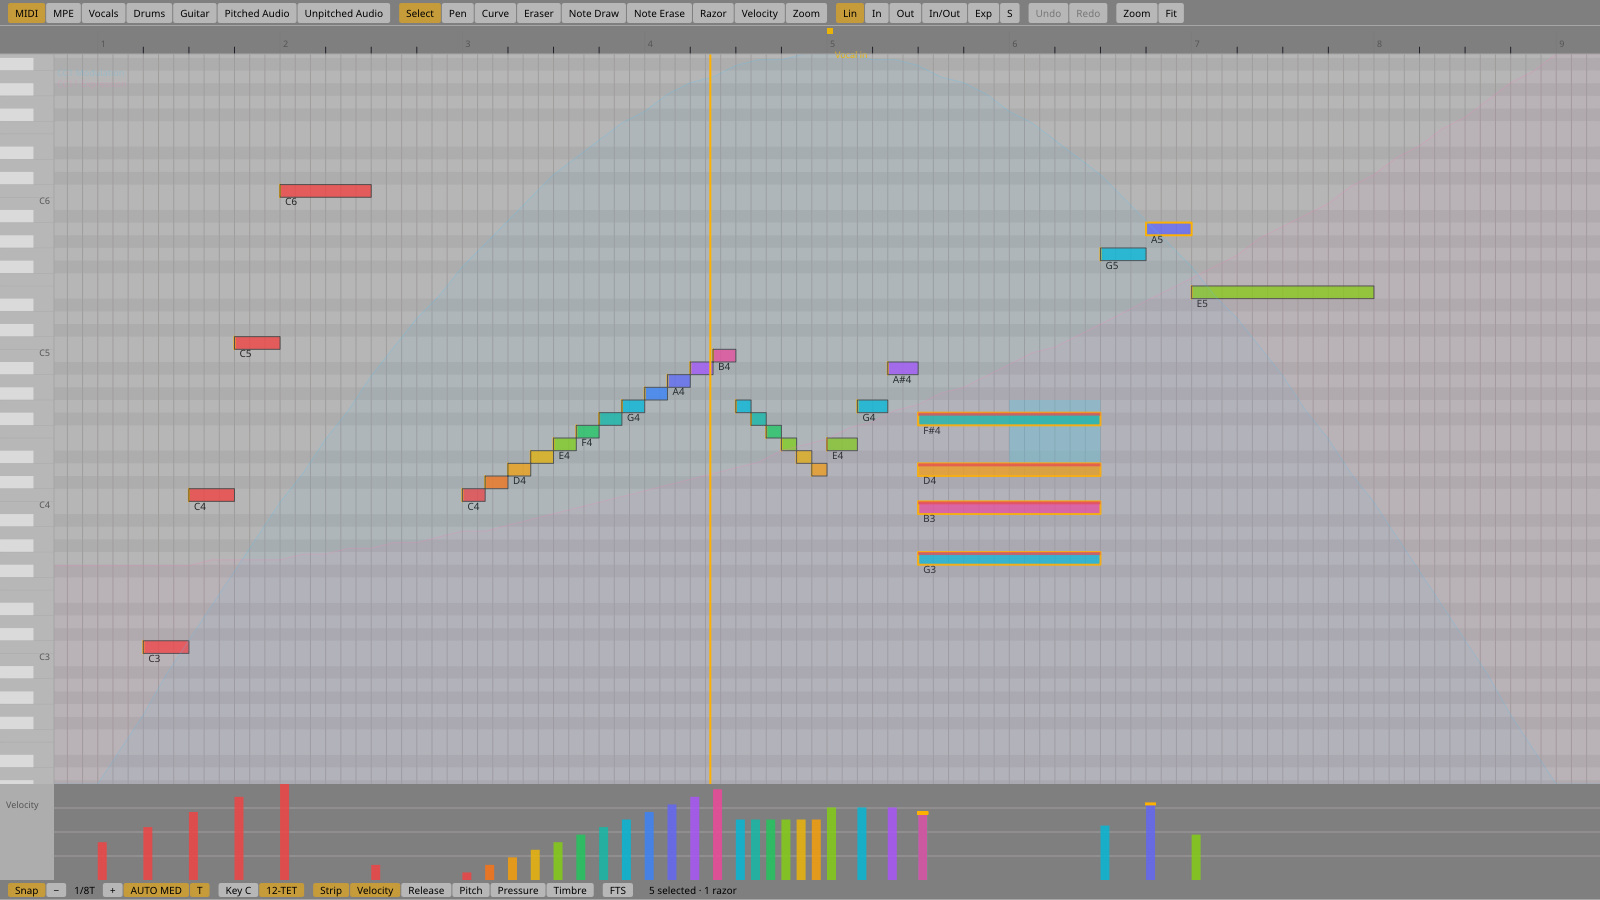 MIDI MPE Vocals Drums Guitar Pitched Audio Unpitched Audio Select Pen Curve Eraser Note Draw Note Erase Razor Velocity Zoom Lin In Out In/Out Exp S Undo Redo Zoom Fit
1 2 3 4 5 6 7 8 9
C6
C6
A5
G5
E5
C5
C5
B4
A#4
A4
G4
G4
F4
F#4
E4
E4
D4
D4
C4
C4
C4
B3
G3
C3
C3
Velocity
Snap − 1/8T + AUTO MED T Key C 12-TET Strip Velocity Release Pitch Pressure Timbre FTS 5 selected · 1 razor